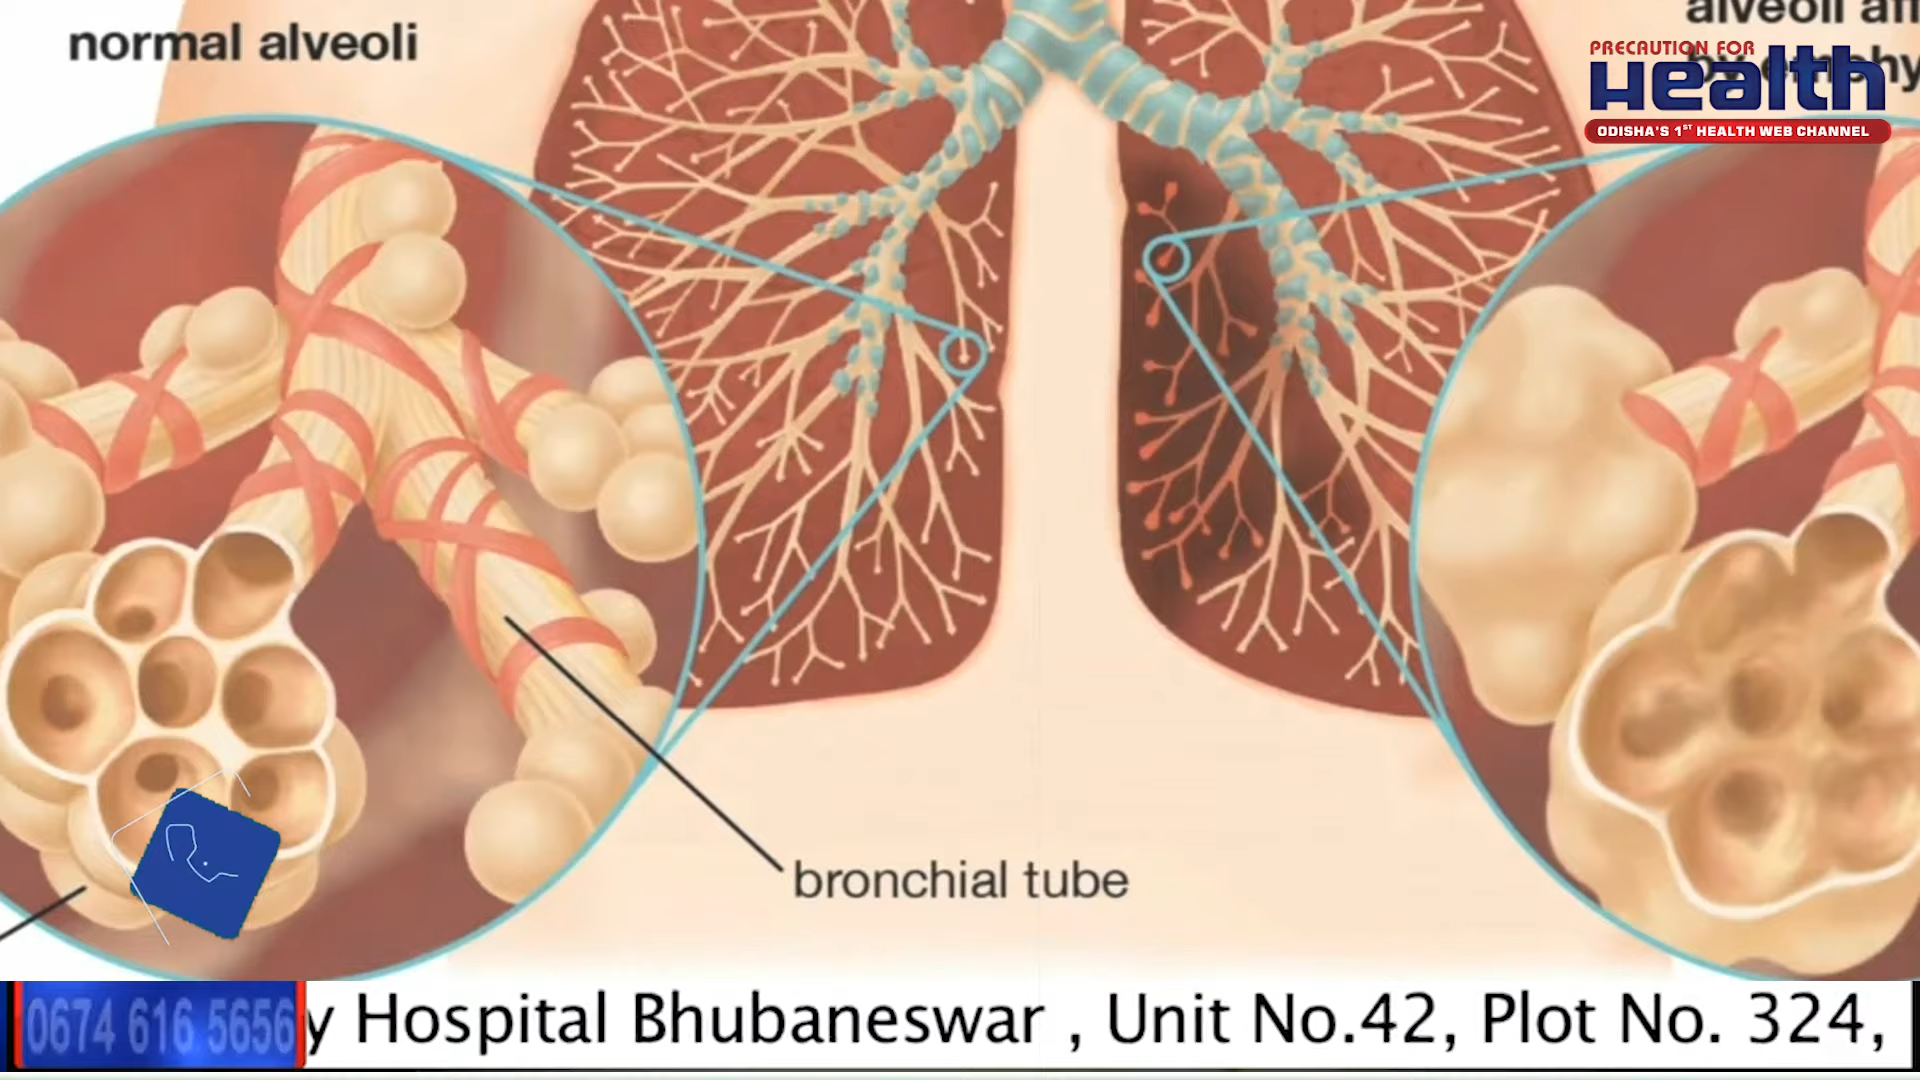 normal alveoli
alveoli
PRECAUTION FOR
Health
ODISHA'S 1ST HEALTH WEB CHANNEL
bronchial tube
0674 616 5656
y Hospital Bhubaneswar , Unit No.42, Plot No. 324,